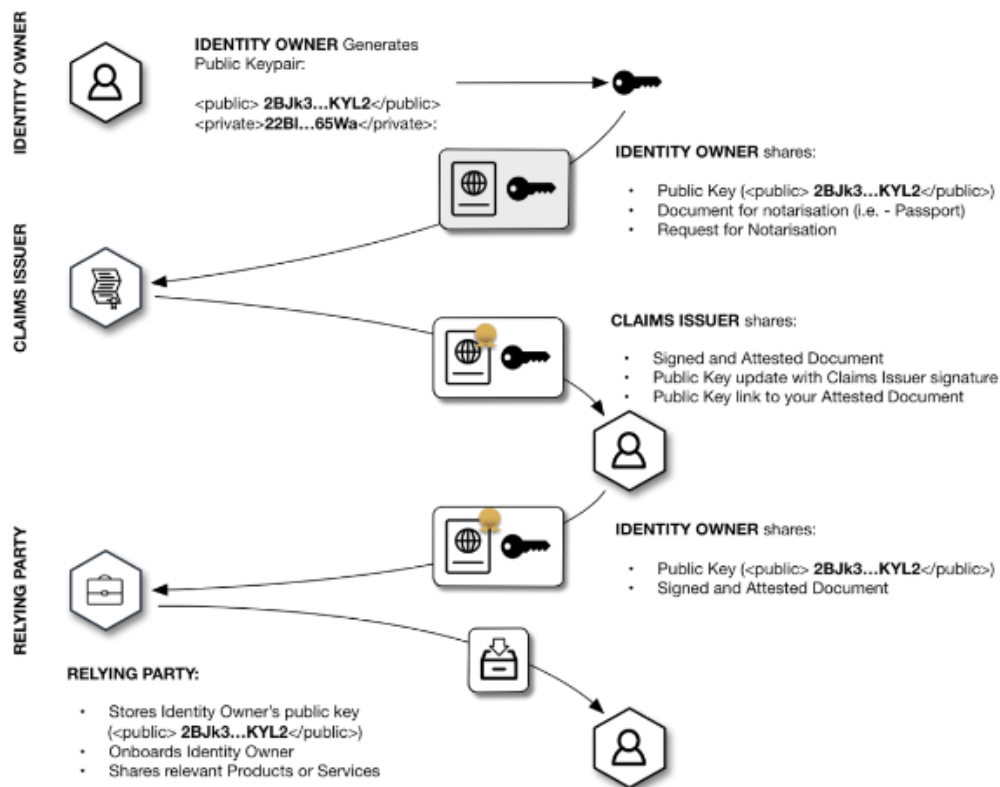 IDENTITY OWNER
IDENTITY OWNER Generates
Public Keypair:
<public> 2BJk3...KYL2</public>
<private>22BI...65Wa</private>:
IDENTITY OWNER shares:
• Public Key (<public> 2BJk3...KYL2</public>)
• Document for notarisation (i.e. - Passport)
• Request for Notarisation
CLAIMS ISSUER
CLAIMS ISSUER shares:
• Signed and Attested Document
• Public Key update with Claims Issuer signature
• Public Key link to your Attested Document
IDENTITY OWNER shares:
• Public Key (<public> 2BJk3...KYL2</public>)
• Signed and Attested Document
RELYING PARTY
RELYING PARTY:
• Stores Identity Owner's public key
(<public> 2BJk3...KYL2</public>)
• Onboards Identity Owner
• Shares relevant Products or Services